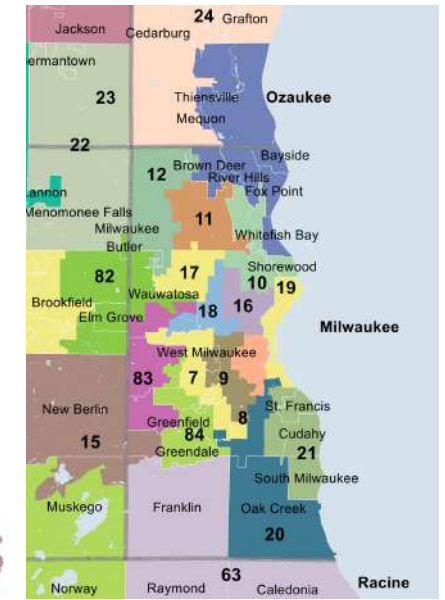 24 Grafton
Jackson
Cedarburg
ermantown
23
Thiensville
Ozaukee
Mequon
22
Bayside
12
Brown Deer
River Hills
Fox Point
annon
11
Menomonee Falls
Milwaukee
Whitefish Bay
Butler
82
17
Shorewood
10
19
Brookfield
Wauwatosa
18
16
Elm Grove
Milwaukee
West Milwaukee
83
7
9
New Berlin
St. Francis
8
Greenfield
84
Cudahy
15
Greendale
21
South Milwaukee
Muskego
Franklin
Oak Creek
20
63
Norway
Raymond
Caledonia
Racine